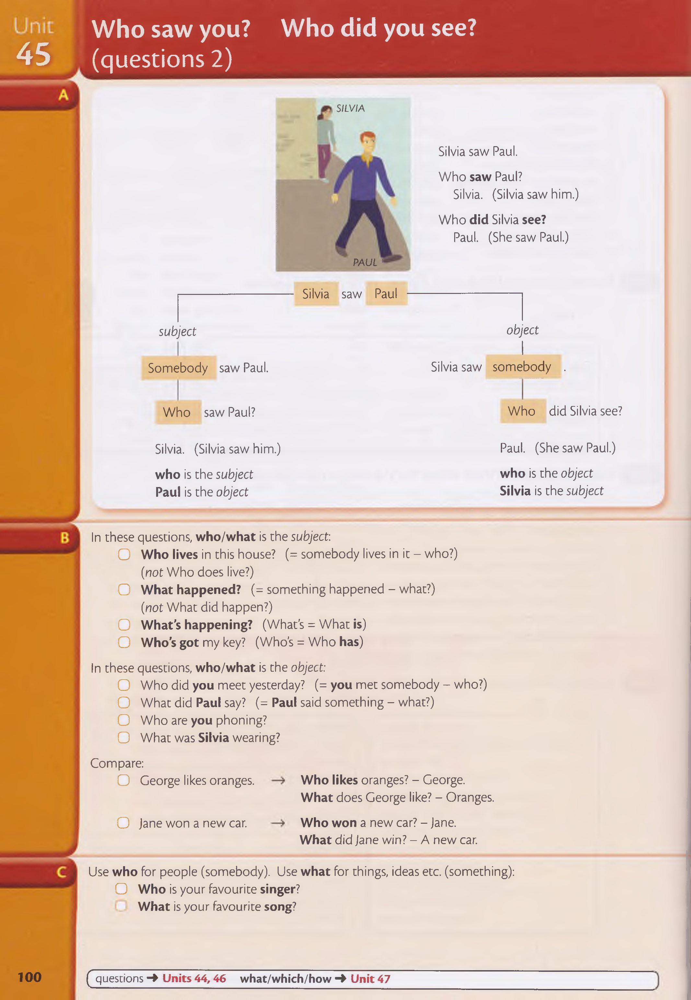 Unit
45
Who saw you? Who did you see?
(questions 2)
A
SILVIA
PAUL
Silvia saw Paul.
Who saw Paul?
Silvia. (Silvia saw him.)
Who did Silvia see?
Paul. (She saw Paul.)
Silvia saw Paul
subject
Somebody saw Paul.
Who saw Paul?
Silvia. (Silvia saw him.)
who is the subject
Paul is the object
object
Silvia saw somebody .
Who did Silvia see?
Paul. (She saw Paul.)
who is the object
Silvia is the subject
B
In these questions, who/what is the subject:
Who lives in this house? (= somebody lives in it – who?)
(not Who does live?)
What happened? (= something happened – what?)
(not What did happen?)
What's happening? (What's = What is)
Who's got my key? (Who's = Who has)
In these questions, who/what is the object:
Who did you meet yesterday? (= you met somebody – who?)
What did Paul say? (= Paul said something – what?)
Who are you phoning?
What was Silvia wearing?
Compare:
George likes oranges. → Who likes oranges? – George.
What does George like? – Oranges.
Jane won a new car. → Who won a new car? – Jane.
What did Jane win? – A new car.
C
Use who for people (somebody). Use what for things, ideas etc. (something):
Who is your favourite singer?
What is your favourite song?
100
questions → Units 44, 46 what/which/how → Unit 47